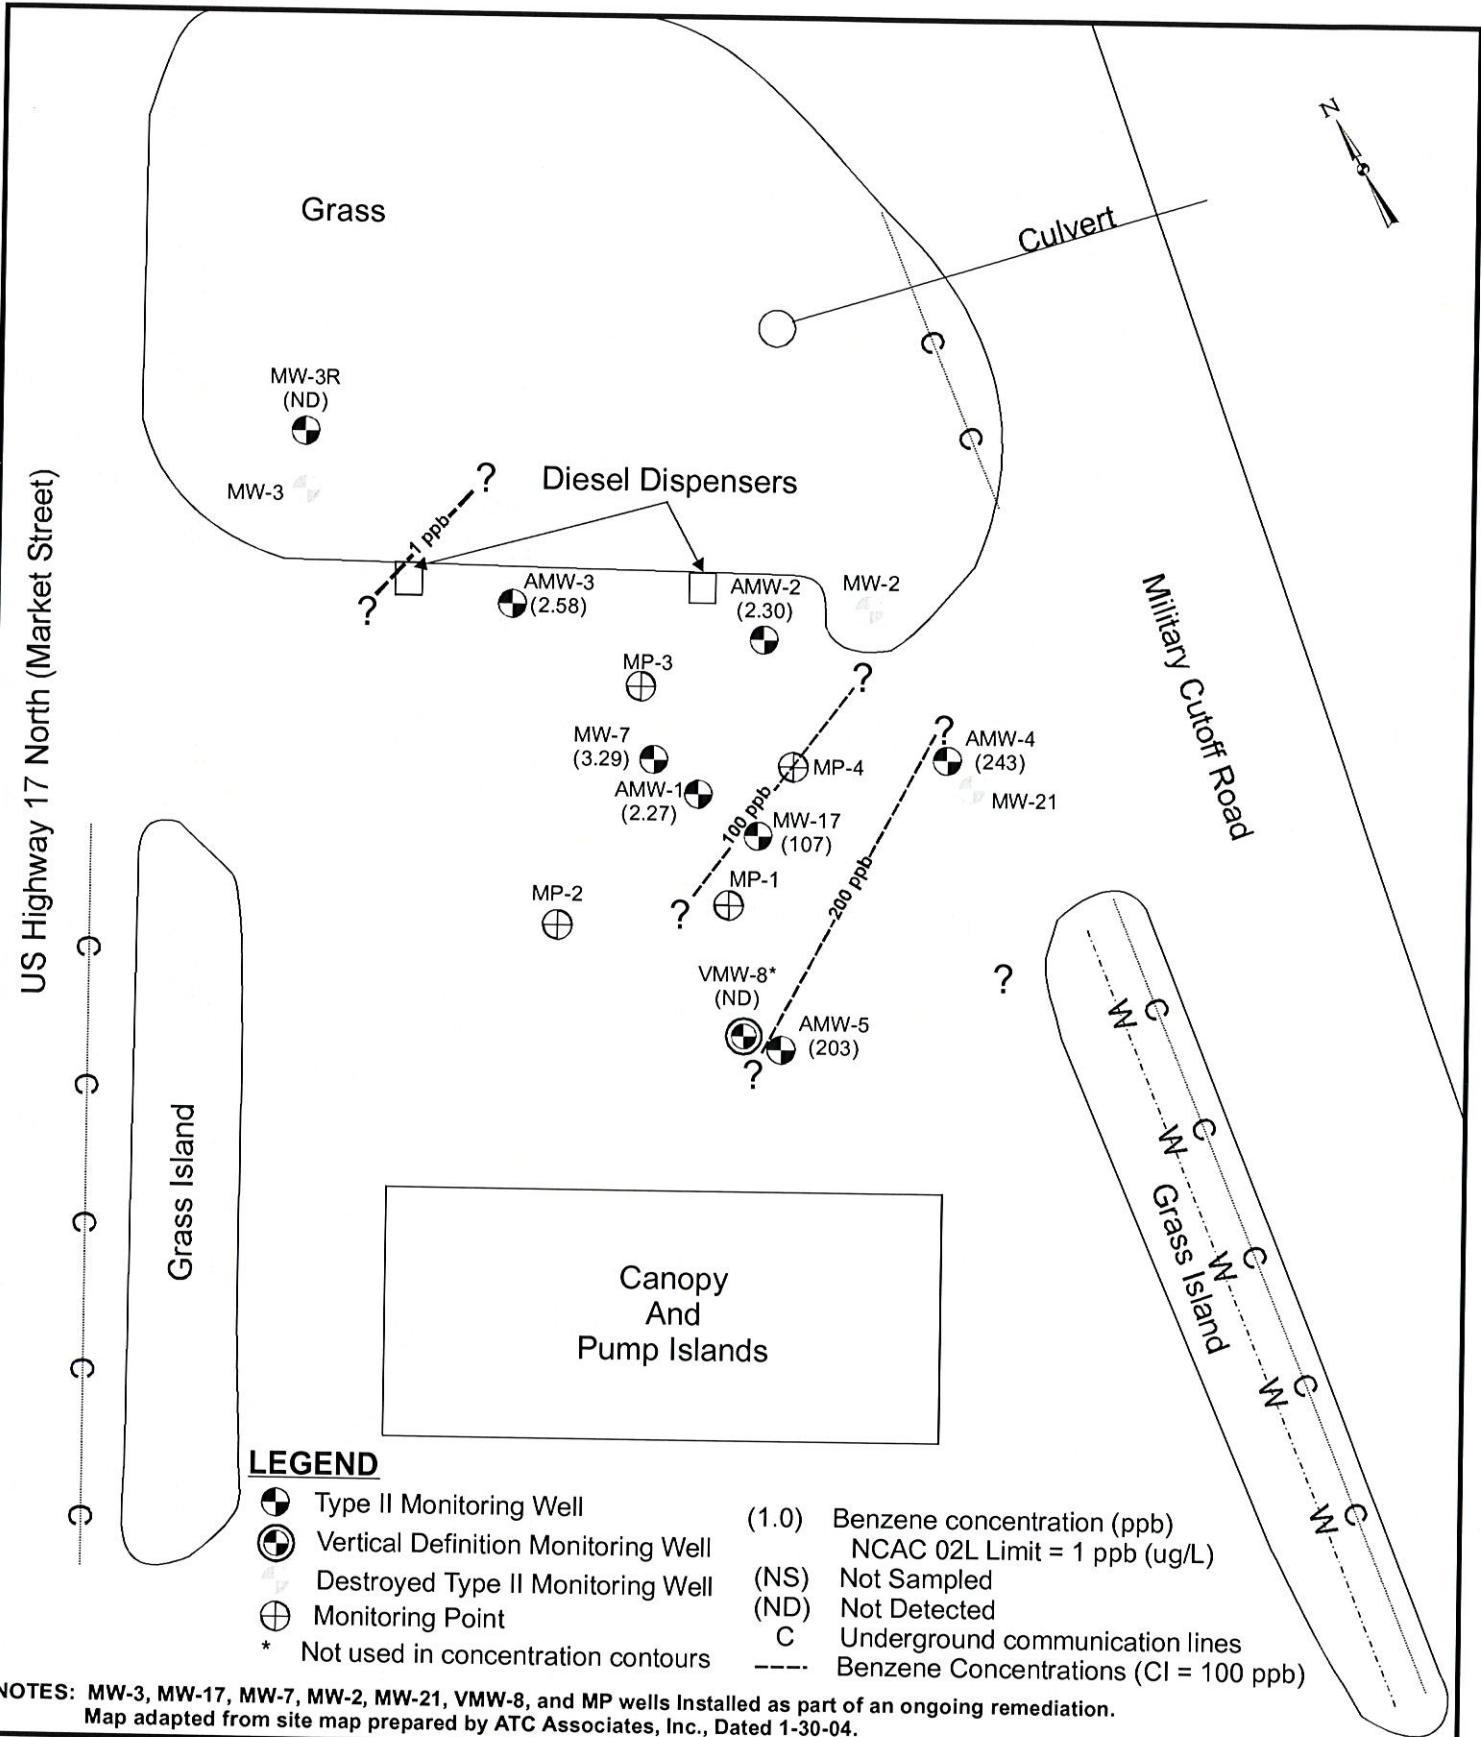 N
Grass
Culvert
MW-3R
(ND)
MW-3
?
Diesel Dispensers
1 ppb
?
AMW-3
(2.58)
AMW-2
(2.30)
MW-2
C
C
US Highway 17 North (Market Street)
Military Cutoff Road
MP-3
?
MW-7
(3.29)
MP-4
?
AMW-4
(243)
AMW-1
(2.27)
MW-21
100 ppb
MW-17
(107)
MP-1
?
200 ppb
MP-2
VMW-8*
(ND)
?
AMW-5
(203)
?
C
C
C
C
C
Grass Island
W
C
W
C
W
C
W
C
W
C
Grass Island
Canopy
And
Pump Islands
LEGEND
Type II Monitoring Well
Vertical Definition Monitoring Well
Destroyed Type II Monitoring Well
Monitoring Point
* Not used in concentration contours
(1.0) Benzene concentration (ppb)
NCAC 02L Limit = 1 ppb (ug/L)
(NS) Not Sampled
(ND) Not Detected
C Underground communication lines
Benzene Concentrations (CI = 100 ppb)
NOTES: MW-3, MW-17, MW-7, MW-2, MW-21, VMW-8, and MP wells Installed as part of an ongoing remediation.
Map adapted from site map prepared by ATC Associates, Inc., Dated 1-30-04.